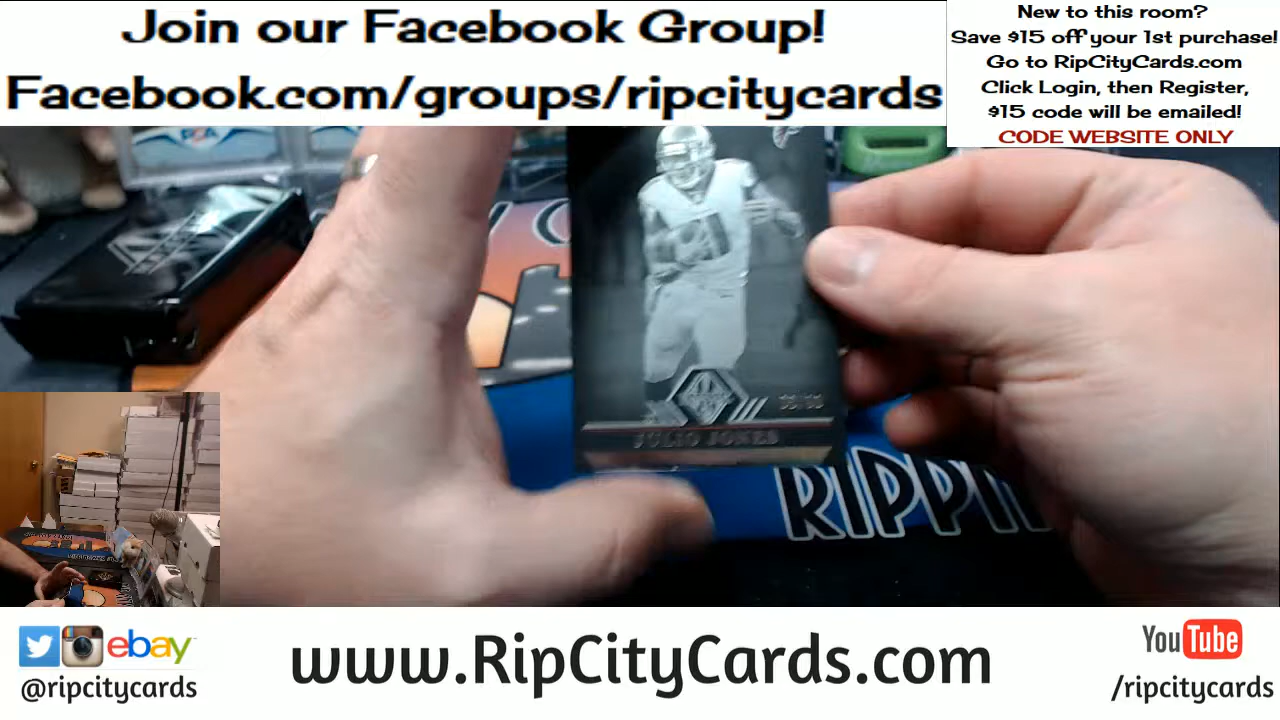 Join our Facebook Group!
Facebook.com/groups/ripcitycards
New to this room?
Save $15 off your 1st purchase!
Go to RipCityCards.com
Click Login, then Register,
$15 code will be emailed!
CODE WEBSITE ONLY
JULIO JONES
RIPPI
ebay
@ripcitycards
www.RipCityCards.com
YouTube
/ripcitycards